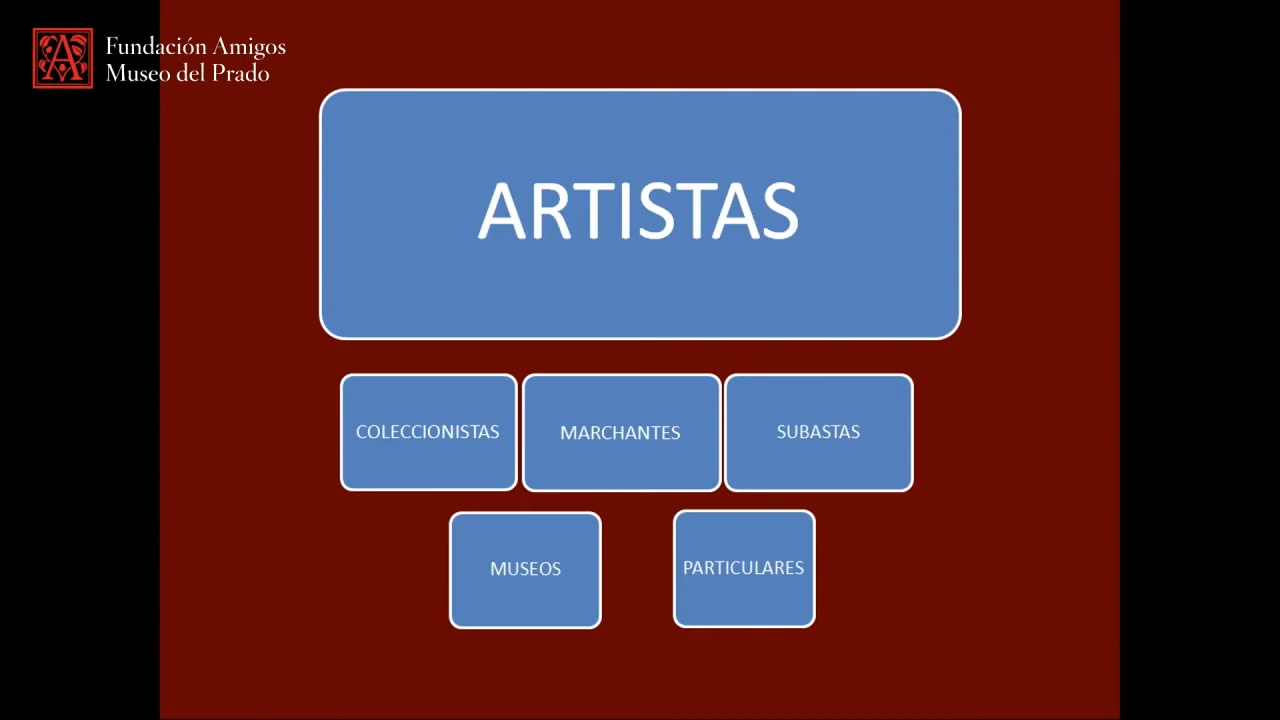 Fundación Amigos
Museo del Prado
ARTISTAS
COLECCIONISTAS
MARCHANTES
SUBASTAS
MUSEOS
PARTICULARES